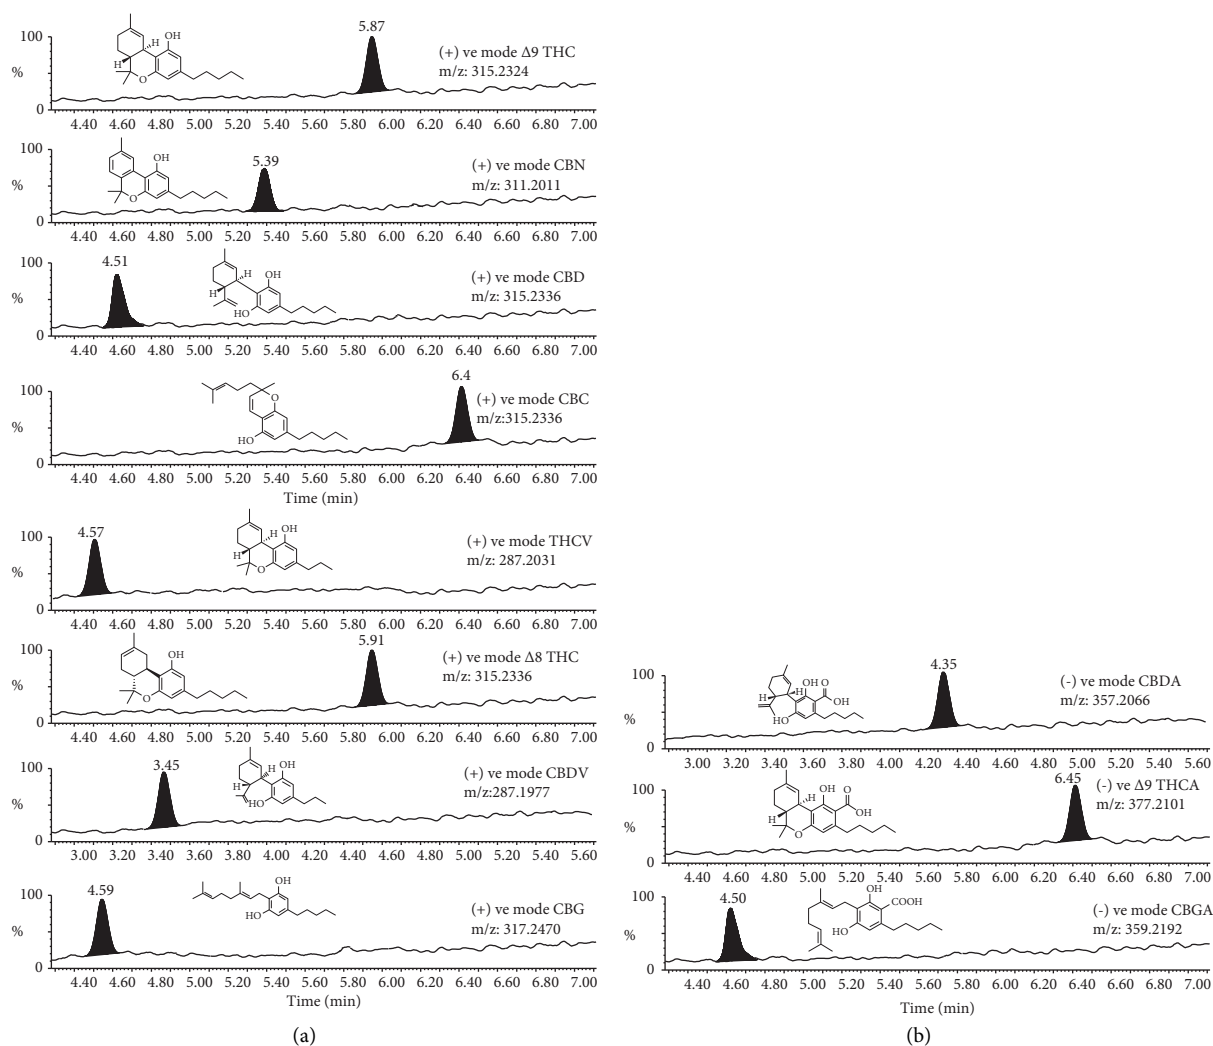 5.87
100
(+) ve mode Δ9 THC
m/z: 315.2324
%
0
4.40 4.60 4.80 5.00 5.20 5.40 5.60 5.80 6.00 6.20 6.40 6.60 6.80 7.00
H OH
H
O
5.39
100
(+) ve mode CBN
m/z: 311.2011
%
0
4.40 4.60 4.80 5.00 5.20 5.40 5.60 5.80 6.00 6.20 6.40 6.60 6.80 7.00
OH
O
4.51
100
(+) ve mode CBD
m/z: 315.2336
%
0
4.40 4.60 4.80 5.00 5.20 5.40 5.60 5.80 6.00 6.20 6.40 6.60 6.80 7.00
H OH
H
HO
6.4
100
(+) ve mode CBC
m/z:315.2336
%
0
4.40 4.60 4.80 5.00 5.20 5.40 5.60 5.80 6.00 6.20 6.40 6.60 6.80 7.00
O
HO
Time (min)
4.57
100
(+) ve mode THCV
m/z: 287.2031
%
0
4.40 4.60 4.80 5.00 5.20 5.40 5.60 5.80 6.00 6.20 6.40 6.60 6.80 7.00
H OH
H
O
5.91
100
(+) ve mode Δ8 THC
m/z: 315.2336
%
0
4.40 4.60 4.80 5.00 5.20 5.40 5.60 5.80 6.00 6.20 6.40 6.60 6.80 7.00
OH
O
3.45
100
(+) ve mode CBDV
m/z:287.1977
%
0
3.00 3.20 3.40 3.60 3.80 4.00 4.20 4.40 4.40 4.80 5.00 5.20 5.40 5.60
H OH
H
HO
4.59
100
(+) ve mode CBG
m/z: 317.2470
%
0
4.40 4.60 4.80 5.00 5.20 5.40 5.60 5.80 6.00 6.20 6.40 6.60 6.80 7.00
OH
HO
Time (min)
(a)
4.35
100
(-) ve mode CBDA
m/z: 357.2066
%
0
3.00 3.20 3.40 3.60 3.80 4.00 4.20 4.40 4.60 4.80 5.00 5.20 5.40 5.60
OH O
H H OH
HO
6.45
100
(-) ve Δ9 THCA
m/z: 377.2101
%
0
4.40 4.60 4.80 5.00 5.20 5.40 5.60 5.80 6.00 6.20 6.40 6.60 6.80 7.00
OH O
H OH
H
O
4.50
100
(-) ve mode CBGA
m/z: 359.2192
%
0
4.40 4.60 4.80 5.00 5.20 5.40 5.60 5.80 6.00 6.20 6.40 6.60 6.80 7.00
OH
COOH
HO
Time (min)
(b)